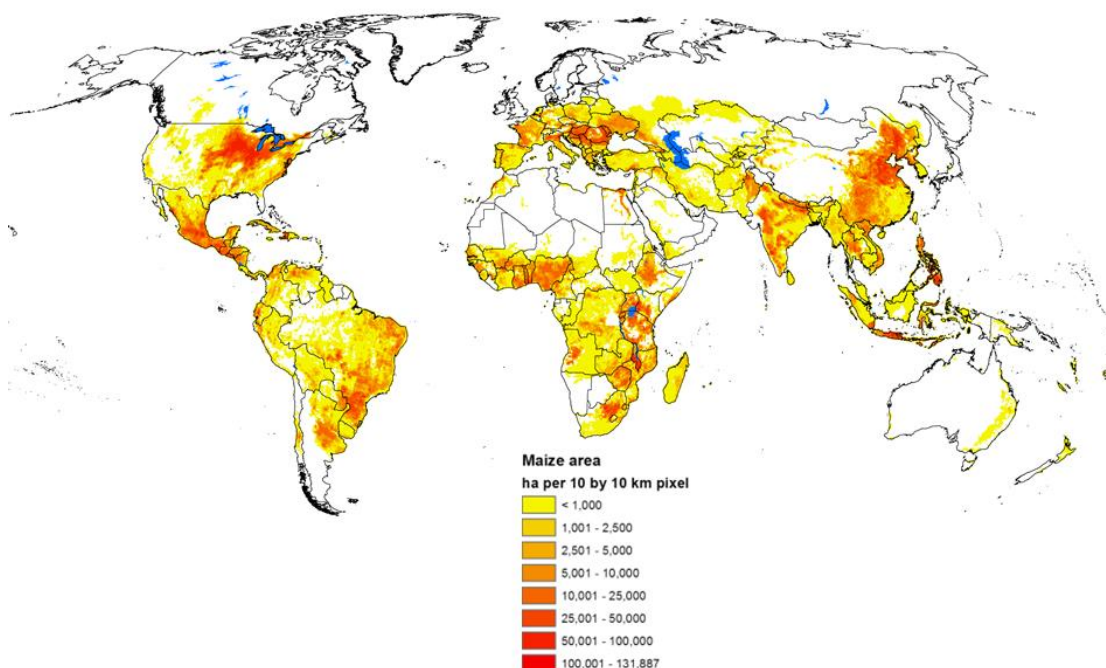 Maize area
ha per 10 by 10 km pixel
< 1,000
1,001 - 2,500
2,501 - 5,000
5,001 - 10,000
10,001 - 25,000
25,001 - 50,000
50,001 - 100,000
100,001 - 131,887